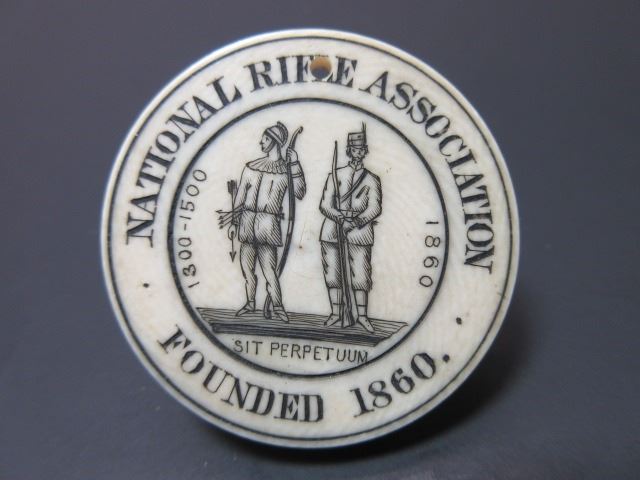 NATIONAL RIFLE ASSOCIATION
1300-1500
1860
SIT PERPETUUM
FOUNDED 1860.